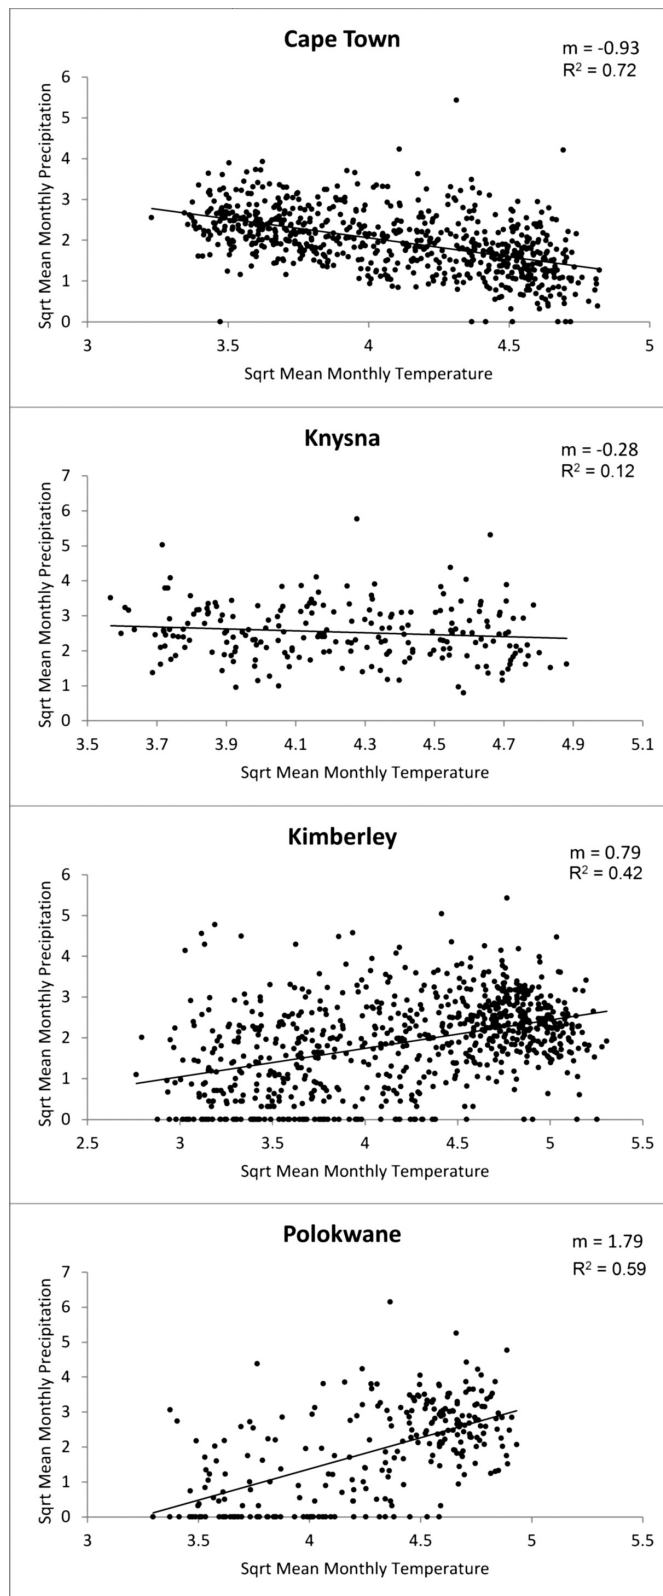 Cape Town
m = -0.93
R² = 0.72
Sqrt Mean Monthly Precipitation
6
5
4
3
2
1
0
3 3.5 4 4.5 5
Sqrt Mean Monthly Temperature
Knysna
m = -0.28
R² = 0.12
Sqrt Mean Monthly Precipitation
7
6
5
4
3
2
1
0
3.5 3.7 3.9 4.1 4.3 4.5 4.7 4.9 5.1
Sqrt Mean Monthly Temperature
Kimberley
m = 0.79
R² = 0.42
Sqrt Mean Monthly Precipitation
6
5
4
3
2
1
0
2.5 3 3.5 4 4.5 5 5.5
Sqrt Mean Monthly Temperature
Polokwane
m = 1.79
R² = 0.59
Sqrt Mean Monthly Precipitation
7
6
5
4
3
2
1
0
3 3.5 4 4.5 5 5.5
Sqrt Mean Monthly Temperature